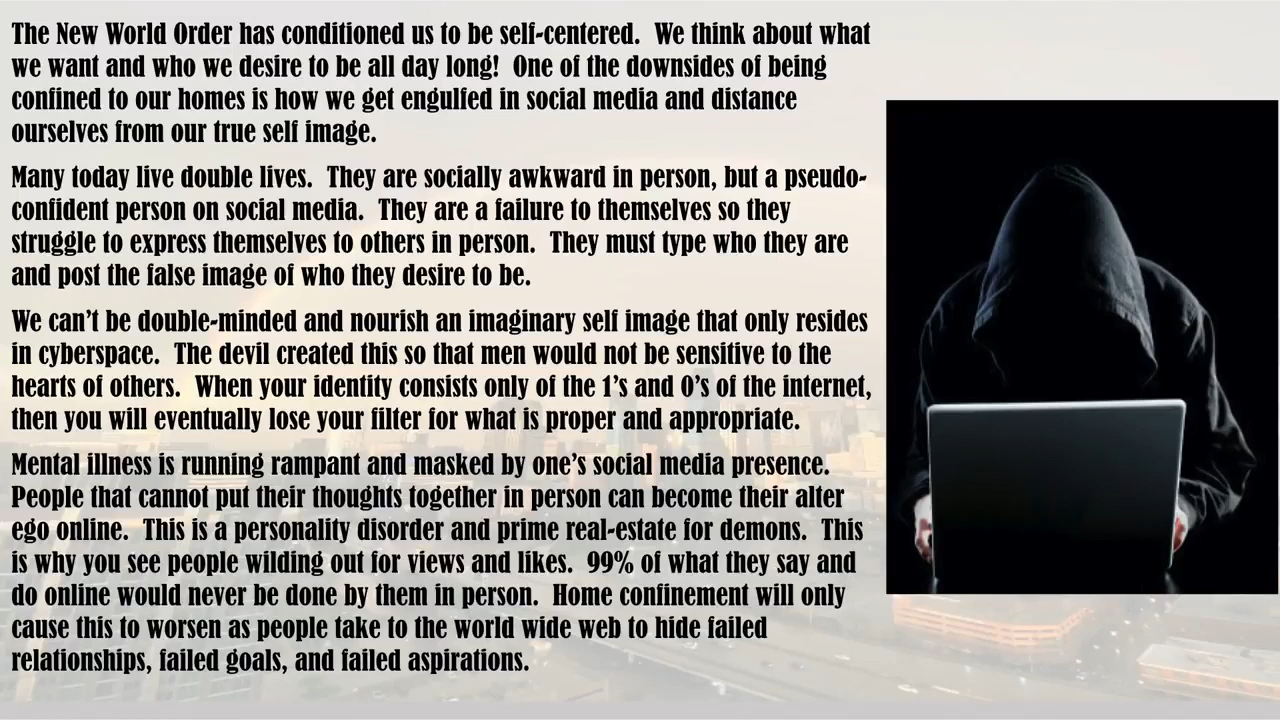 The New World Order has conditioned us to be self-centered.  We think about what
we want and who we desire to be all day long!  One of the downsides of being
confined to our homes is how we get engulfed in social media and distance
ourselves from our true self image.
Many today live double lives.  They are socially awkward in person, but a pseudo-
confident person on social media.  They are a failure to themselves so they
struggle to express themselves to others in person.  They must type who they are
and post the false image of who they desire to be.
We can’t be double-minded and nourish an imaginary self image that only resides
in cyberspace.  The devil created this so that men would not be sensitive to the
hearts of others.  When your identity consists only of the 1’s and 0’s of the internet,
then you will eventually lose your filter for what is proper and appropriate.
Mental illness is running rampant and masked by one’s social media presence.
People that cannot put their thoughts together in person can become their alter
ego online.  This is a personality disorder and prime real-estate for demons.  This
is why you see people wilding out for views and likes.  99% of what they say and
do online would never be done by them in person.  Home confinement will only
cause this to worsen as people take to the world wide web to hide failed
relationships, failed goals, and failed aspirations.